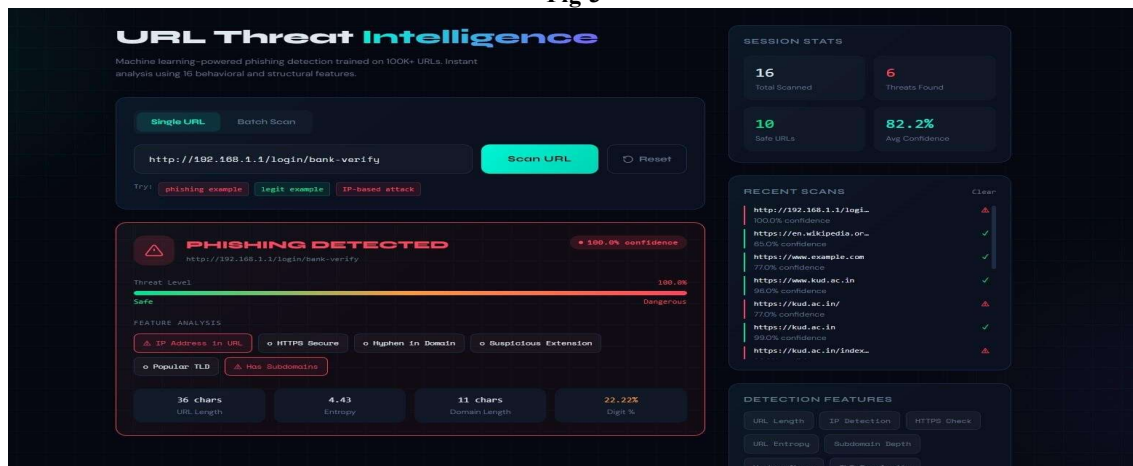 URL Threat Intelligence
Machine learning-powered phishing detection trained on 100K+ URLs. Instant
analysis using 16 behavioral and structural features.
Single URL Batch Scan
http://192.168.1.1/login/bank-verify Scan URL Reset
Try: phishing example legit example IP-based attack
PHISHING DETECTED 100.0% confidence
http://192.168.1.1/login/bank-verify
Threat Level 100.0%
Safe Dangerous
FEATURE ANALYSIS
IP Address in URL HTTPS Secure Hyphen in Domain Suspicious Extension
Popular TLD Has Subdomains
36 chars 4.43 11 chars 22.22%
URL Length Entropy Domain Length Digit %
SESSION STATS
16 6
Total Scanned Threats Found
10 82.2%
Safe URLs Avg Confidence
RECENT SCANS Clear
http://192.168.1.1/logi…
100.0% confidence
https://en.wikipedia.or…
65.0% confidence
https://www.example.com
77.0% confidence
https://www.kud.ac.in
96.0% confidence
https://kud.ac.in/
77.0% confidence
https://kud.ac.in
99.0% confidence
https://kud.ac.in/index…
DETECTION FEATURES
URL Length IP Detection HTTPS Check
URL Entropy Subdomain Depth